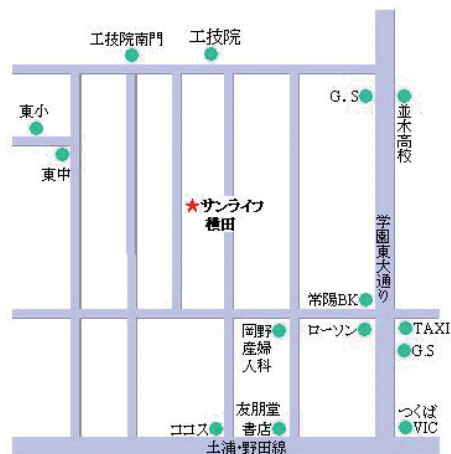 工技院南門
工技院
G.S
並木高校
東小
東中
★サンライフ
横田
学園東大通り
常陽BK
岡野
産婦
人科
ローソン
TAXI
G.S
友朋堂
書店
ココス
つくば
VIC
土浦・野田線